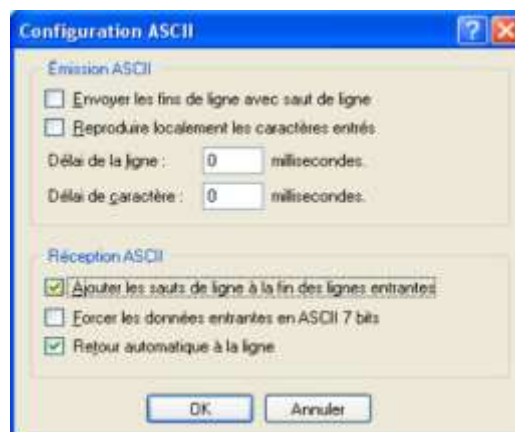 Configuration ASCII
Émission ASCII
Envoyer les fins de ligne avec saut de ligne
Reproduire localement les caractères entrés
Délai de la ligne : 0 millisecondes.
Délai de caractère : 0 millisecondes.
Réception ASCII
Ajouter les sauts de ligne à la fin des lignes entrantes
Forcer les données entrantes en ASCII 7 bits
Retour automatique à la ligne
OK Annuler